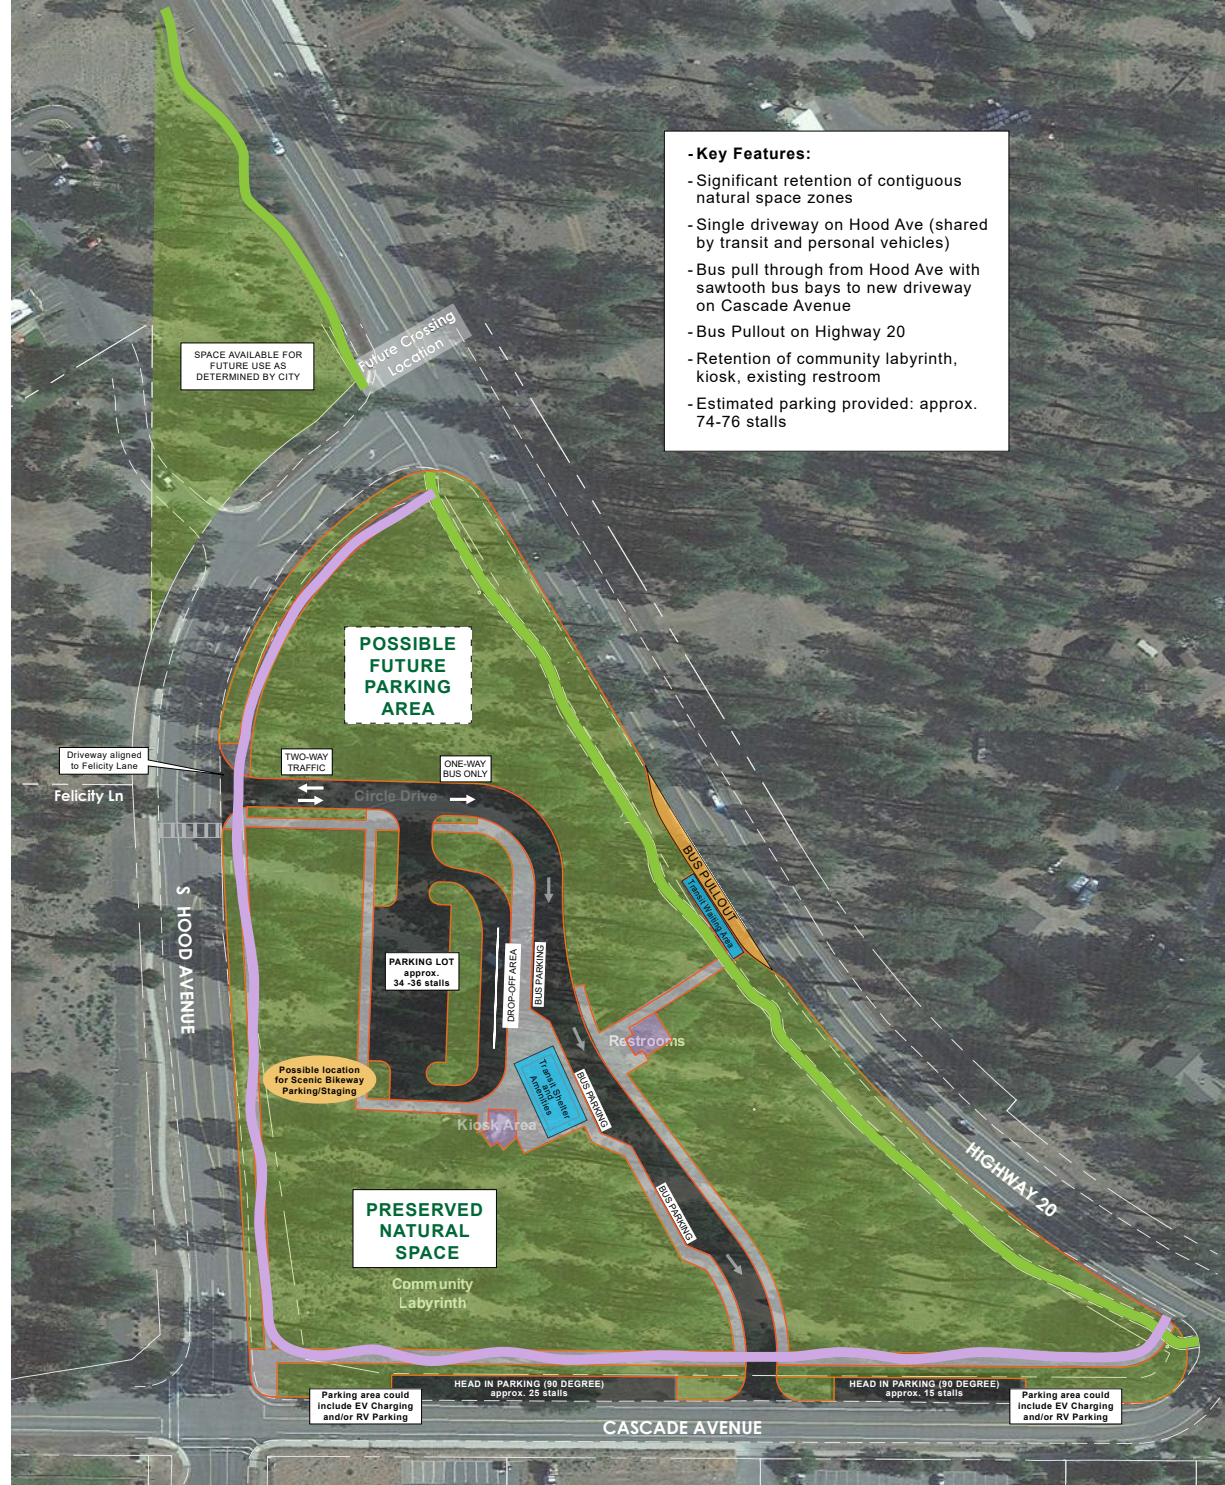 - Key Features:
- Significant retention of contiguous
natural space zones
- Single driveway on Hood Ave (shared
by transit and personal vehicles)
- Bus pull through from Hood Ave with
sawtooth bus bays to new driveway
on Cascade Avenue
- Bus Pullout on Highway 20
- Retention of community labyrinth,
kiosk, existing restroom
- Estimated parking provided: approx.
74-76 stalls
Future Crossing
Location
SPACE AVAILABLE FOR
FUTURE USE AS
DETERMINED BY CITY
POSSIBLE
FUTURE
PARKING
AREA
Driveway aligned
to Felicity Lane
TWO-WAY
TRAFFIC
ONE-WAY
BUS ONLY
Felicity Ln
Circle Drive
BUS PULLOUT
Transit Waiting Area
S HOOD AVENUE
PARKING LOT
approx.
34 -36 stalls
DROP-OFF AREA
BUS PARKING
Restrooms
Possible location
for Scenic Bikeway
Parking/Staging
Transit Shelter
and
Amenities
BUS PARKING
Kiosk Area
HIGHWAY 20
BUS PARKING
PRESERVED
NATURAL
SPACE
Community
Labyrinth
HEAD IN PARKING (90 DEGREE)
approx. 25 stalls
HEAD IN PARKING (90 DEGREE)
approx. 15 stalls
Parking area could
include EV Charging
and/or RV Parking
Parking area could
include EV Charging
and/or RV Parking
CASCADE AVENUE